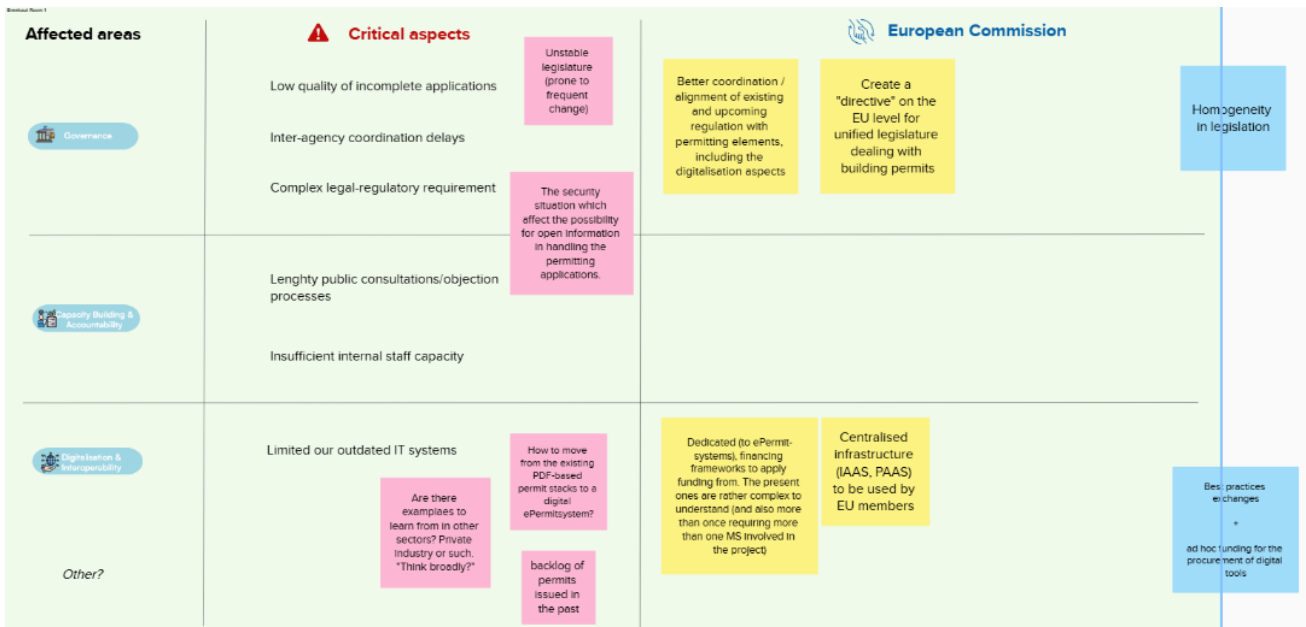 Breakout Room 1
Affected areas
Critical aspects
European Commission
Governance
Low quality of incomplete applications
Inter-agency coordination delays
Complex legal-regulatory requirement
Unstable
legislature
(prone to
frequent
change)
The security
situation which
affect the possibility
for open information
in handling the
permitting
applications.
Better coordination /
alignment of existing
and upcoming
regulation with
permitting elements,
including the
digitalisation aspects
Create a
"directive" on the
EU level for
unified legislature
dealing with
building permits
Homogeneity
in legislation
Capacity Building &
Accountability
Lenghty public consultations/objection
processes
Insufficient internal staff capacity
Digitalisation &
Interoperability
Limited our outdated IT systems
Are there
examplaes to
learn from in other
sectors? Private
Industry or such.
"Think broadly?"
How to move
from the existing
PDF-based
permit stacks to a
digital
ePermitsystem?
backlog of
permits
issued in
the past
Dedicated (to ePermit-
systems), financing
frameworks to apply
funding from. The present
ones are rather complex to
understand (and also more
than once requiring more
than one MS involved in
the project)
Centralised
infrastructure
(IAAS, PAAS)
to be used by
EU members
Best practices
exchanges
+
ad hoc funding for the
procurement of digital
tools
Other?